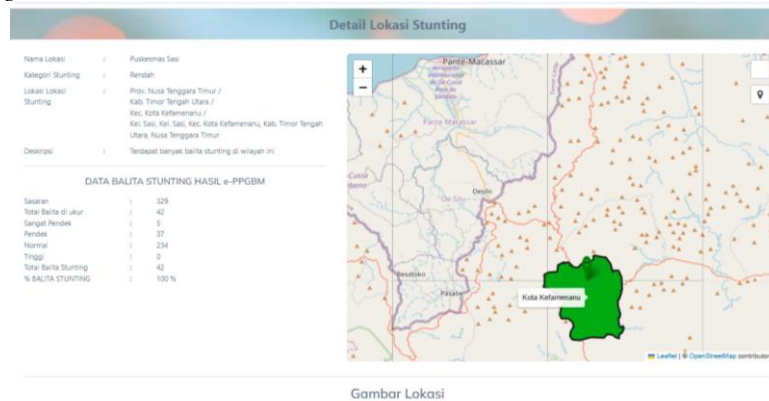 Detail Lokasi Stunting
Nama Lokasi : Puskesmas Sasi
Kategori Stunting : Rendah
Lokasi Lokasi : Prov. Nusa Tenggara Timur /
Stunting Kab. Timor Tengah Utara /
Kec. Kota Kefamenanu /
Kel. Sasi, Kel. Sasi, Kec. Kota Kefamenanu, Kab. Timor Tengah
Utara, Nusa Tenggara Timur
Deskripsi : Terdapat banyak balita stunting di wilayah ini
DATA BALITA STUNTING HASIL e-PPGBM
Sasaran : 329
Total Balita di ukur : 42
Sangat Pendek : 5
Pendek : 37
Normal : 234
Tinggi : 0
Total Balita Stunting : 42
% BALITA STUNTING : 100 %
+
−
Pante-Macassar
Pante Macassar
Oe-Silo
Desilo
Besatoko
Pasabe
Kota Kefamenanu
Leaflet | © OpenStreetMap contributors
Gambar Lokasi